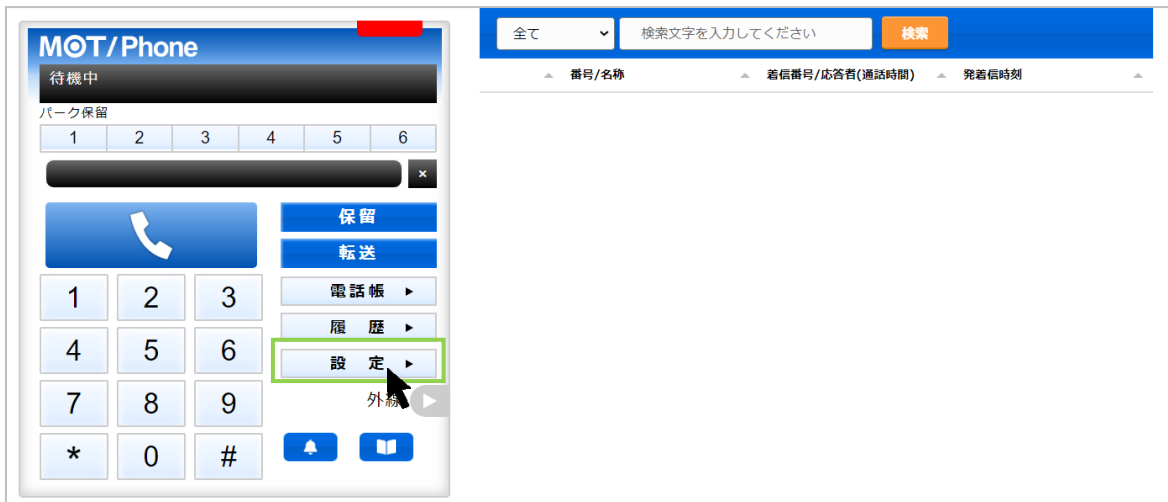 MOT/Phone
待機中
パーク保留
1 2 3 4 5 6
×
保留
転送
1 2 3
電話帳 ▶
履 歴 ▶
4 5 6
設 定 ▶
7 8 9
外線
* 0 #
全て
検索文字を入力してください
検索
番号/名称
着信番号/応答者(通話時間)
発着信時刻